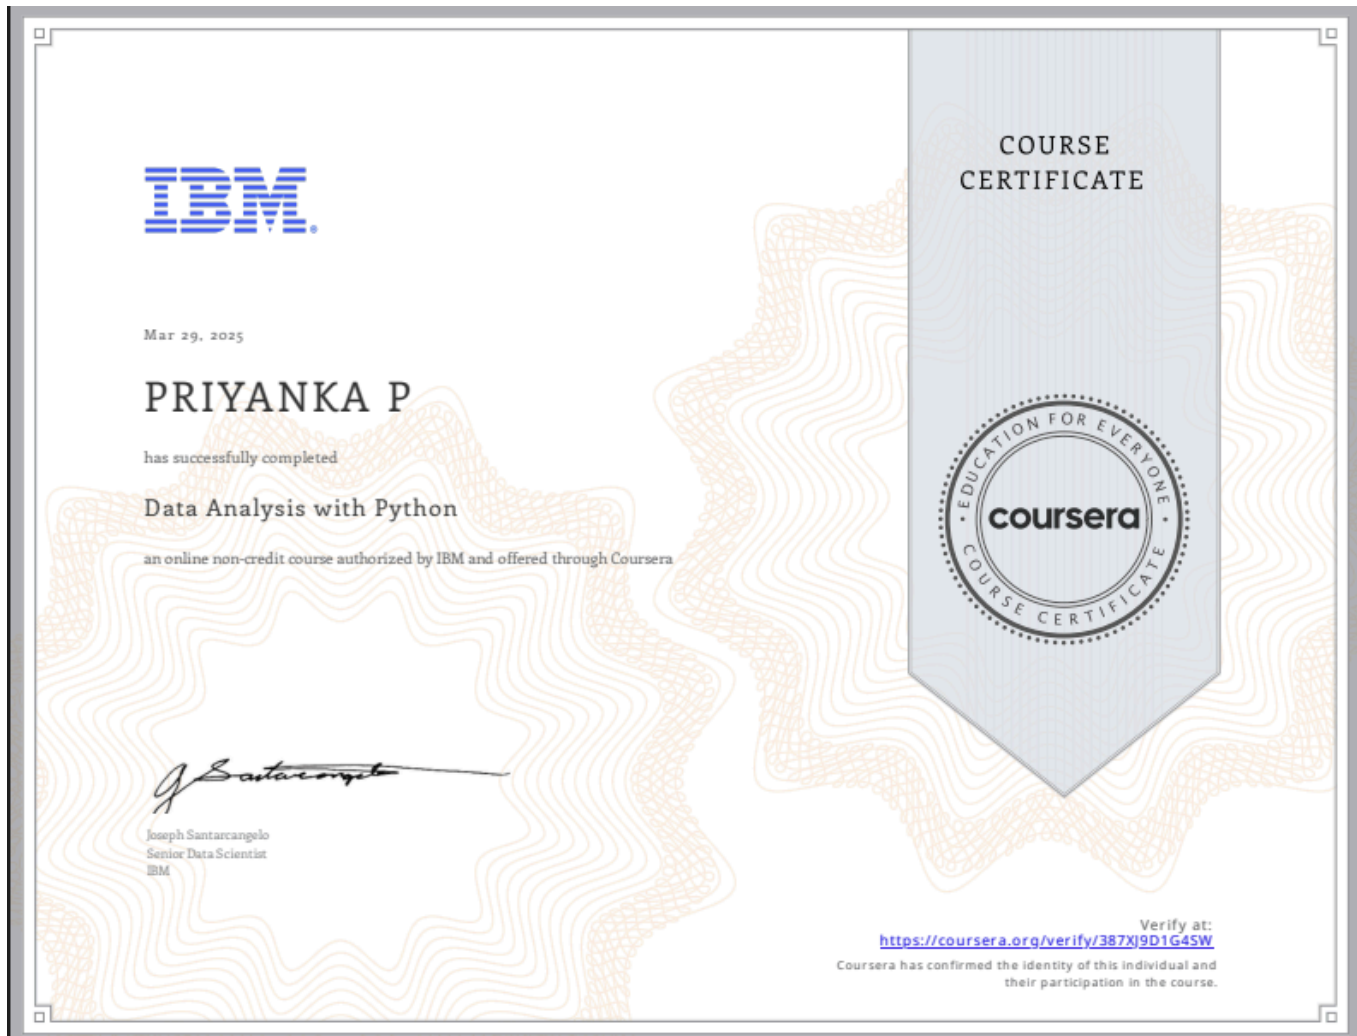 COURSE
CERTIFICATE
IBM®
Mar 29, 2025
PRIYANKA P
has successfully completed
Data Analysis with Python
an online non-credit course authorized by IBM and offered through Coursera
EDUCATION FOR EVERYONE
coursera
COURSE CERTIFICATE
J Santarcangelo
Joseph Santarcangelo
Senior Data Scientist
IBM
Verify at:
https://coursera.org/verify/387XJ9D1G4SW
Coursera has confirmed the identity of this individual and
their participation in the course.